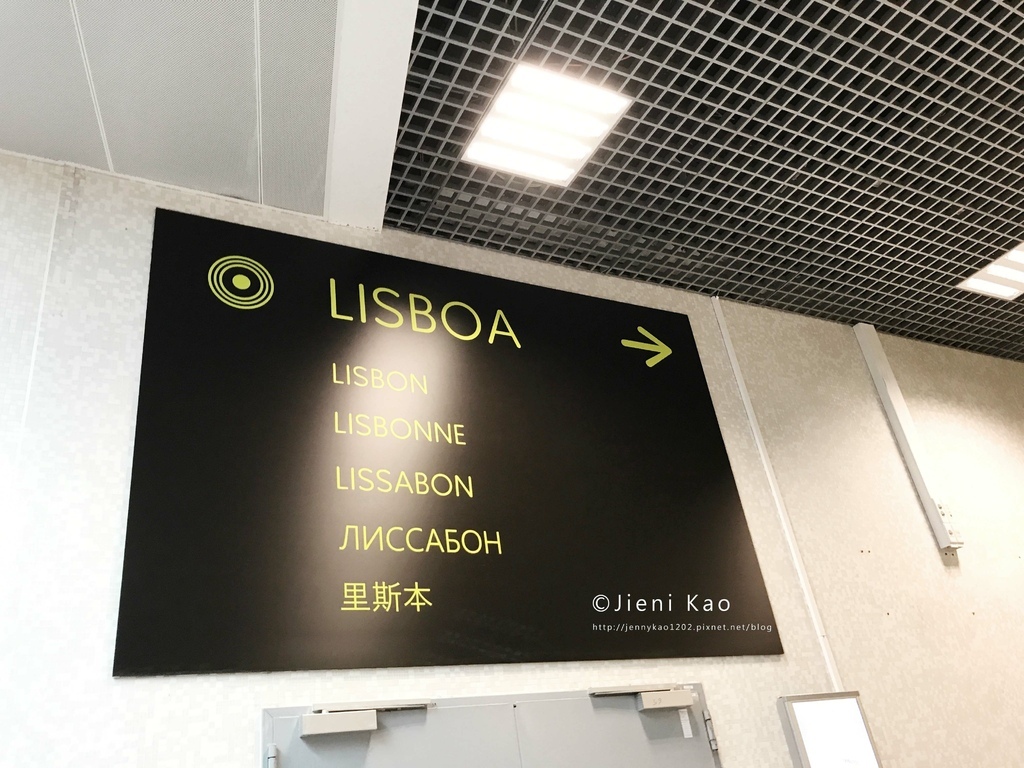 LISBOA
LISBON
LISBONNE
LISSABON
ЛИССАБОН
里斯本
©Jieni Kao
http://jennykao1202.pixnet.net/blog